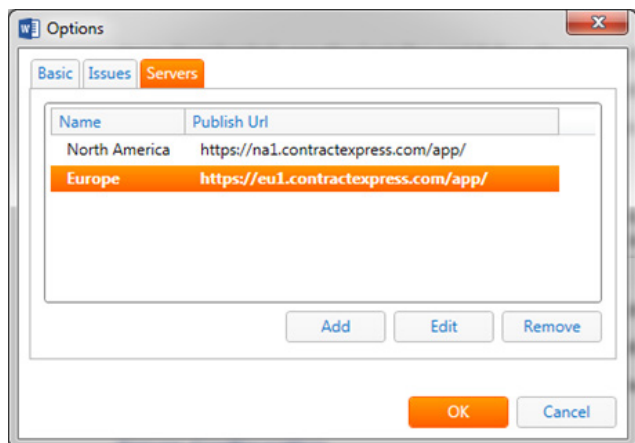 Options
Basic Issues Servers
Name Publish Url
North America https://na1.contractexpress.com/app/
Europe https://eu1.contractexpress.com/app/
Add Edit Remove
OK Cancel